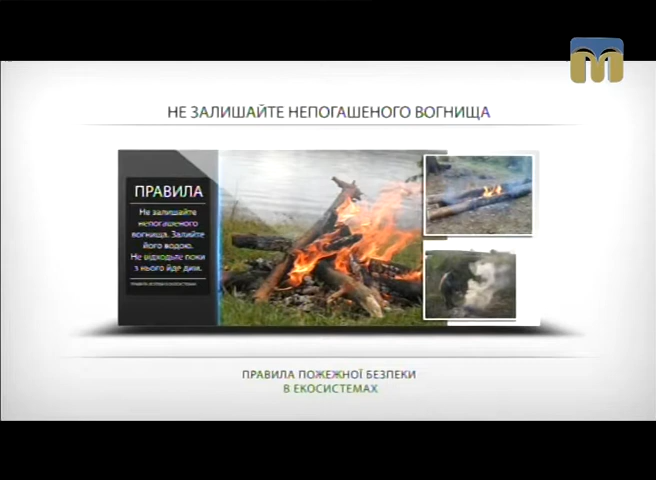 НЕ ЗАЛИШАЙТЕ НЕПОГАШЕНОГО ВОГНИЩА
ПРАВИЛА
Не залишайте
непогашеного
вогнища. Залийте
його водою.
Не відходьте поки
з нього йде дим.
ПРАВИЛА ПОЖЕЖНОЇ БЕЗПЕКИ
В ЕКОСИСТЕМАХ